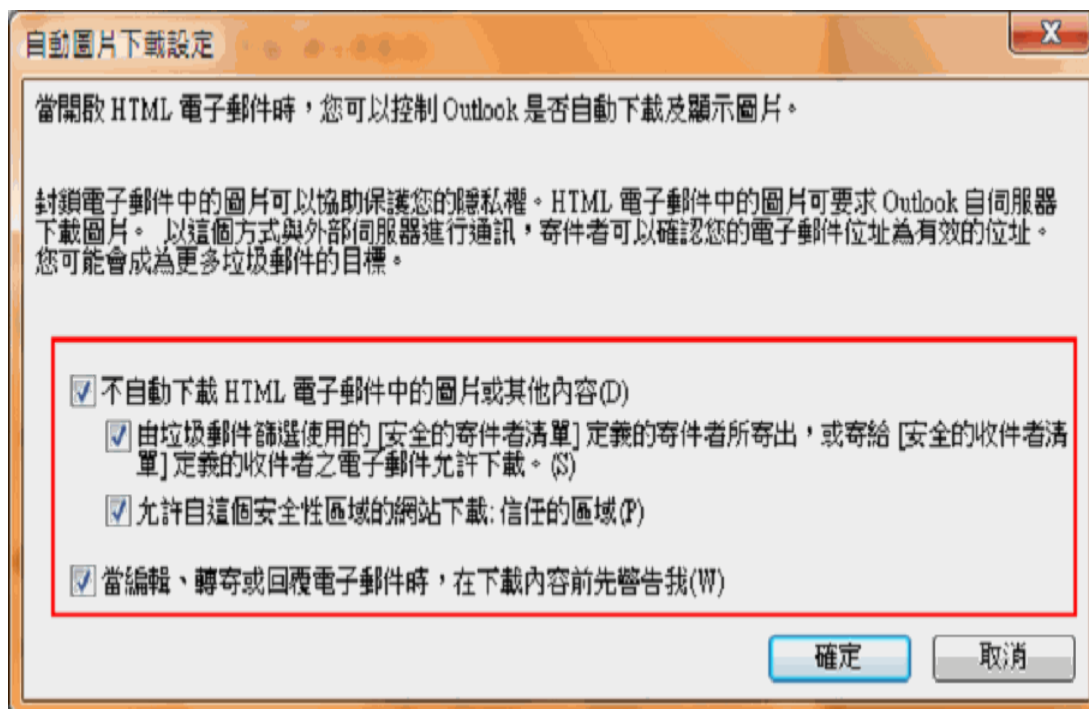 自動圖片下載設定
當開啟 HTML 電子郵件時，您可以控制 Outlook 是否自動下載及顯示圖片。
封鎖電子郵件中的圖片可以協助保護您的隱私權。HTML 電子郵件中的圖片可要求 Outlook 自伺服器
下載圖片。 以這個方式與外部伺服器進行通訊，寄件者可以確認您的電子郵件位址為有效的位址。
您可能會成為更多垃圾郵件的目標。
不自動下載 HTML 電子郵件中的圖片或其他內容(D)
由垃圾郵件篩選使用的 [安全的寄件者清單] 定義的寄件者所寄出，或寄給 [安全的收件者清
單] 定義的收件者之電子郵件允許下載。(S)
允許自這個安全性區域的網站下載: 信任的區域(P)
當編輯、轉寄或回覆電子郵件時，在下載內容前先警告我(W)
確定
取消